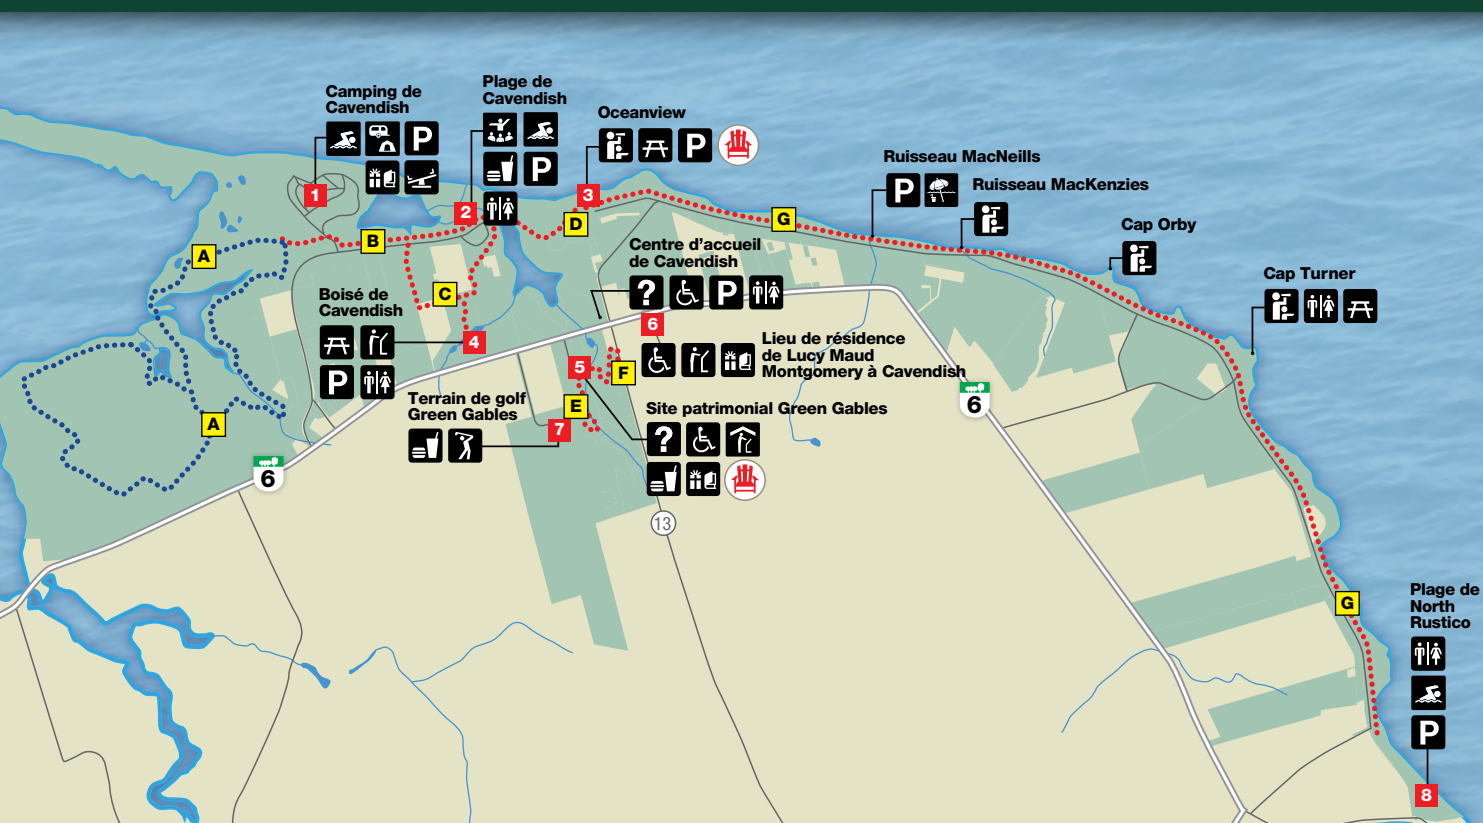 Camping de
Cavendish
P
1
Plage de
Cavendish
P
2
Oceanview
P
3
Ruisseau MacNeills
P
Ruisseau MacKenzies
Cap Orby
Cap Turner
A
B
C
D
G
Centre d'accueil
de Cavendish
? P
6
Boisé de
Cavendish
P
4
Lieu de résidence
de Lucy Maud
Montgomery à Cavendish
5
F
E
7
Terrain de golf
Green Gables
Site patrimonial Green Gables
?
6
A
6
13
G
Plage de
North
Rustico
P
8